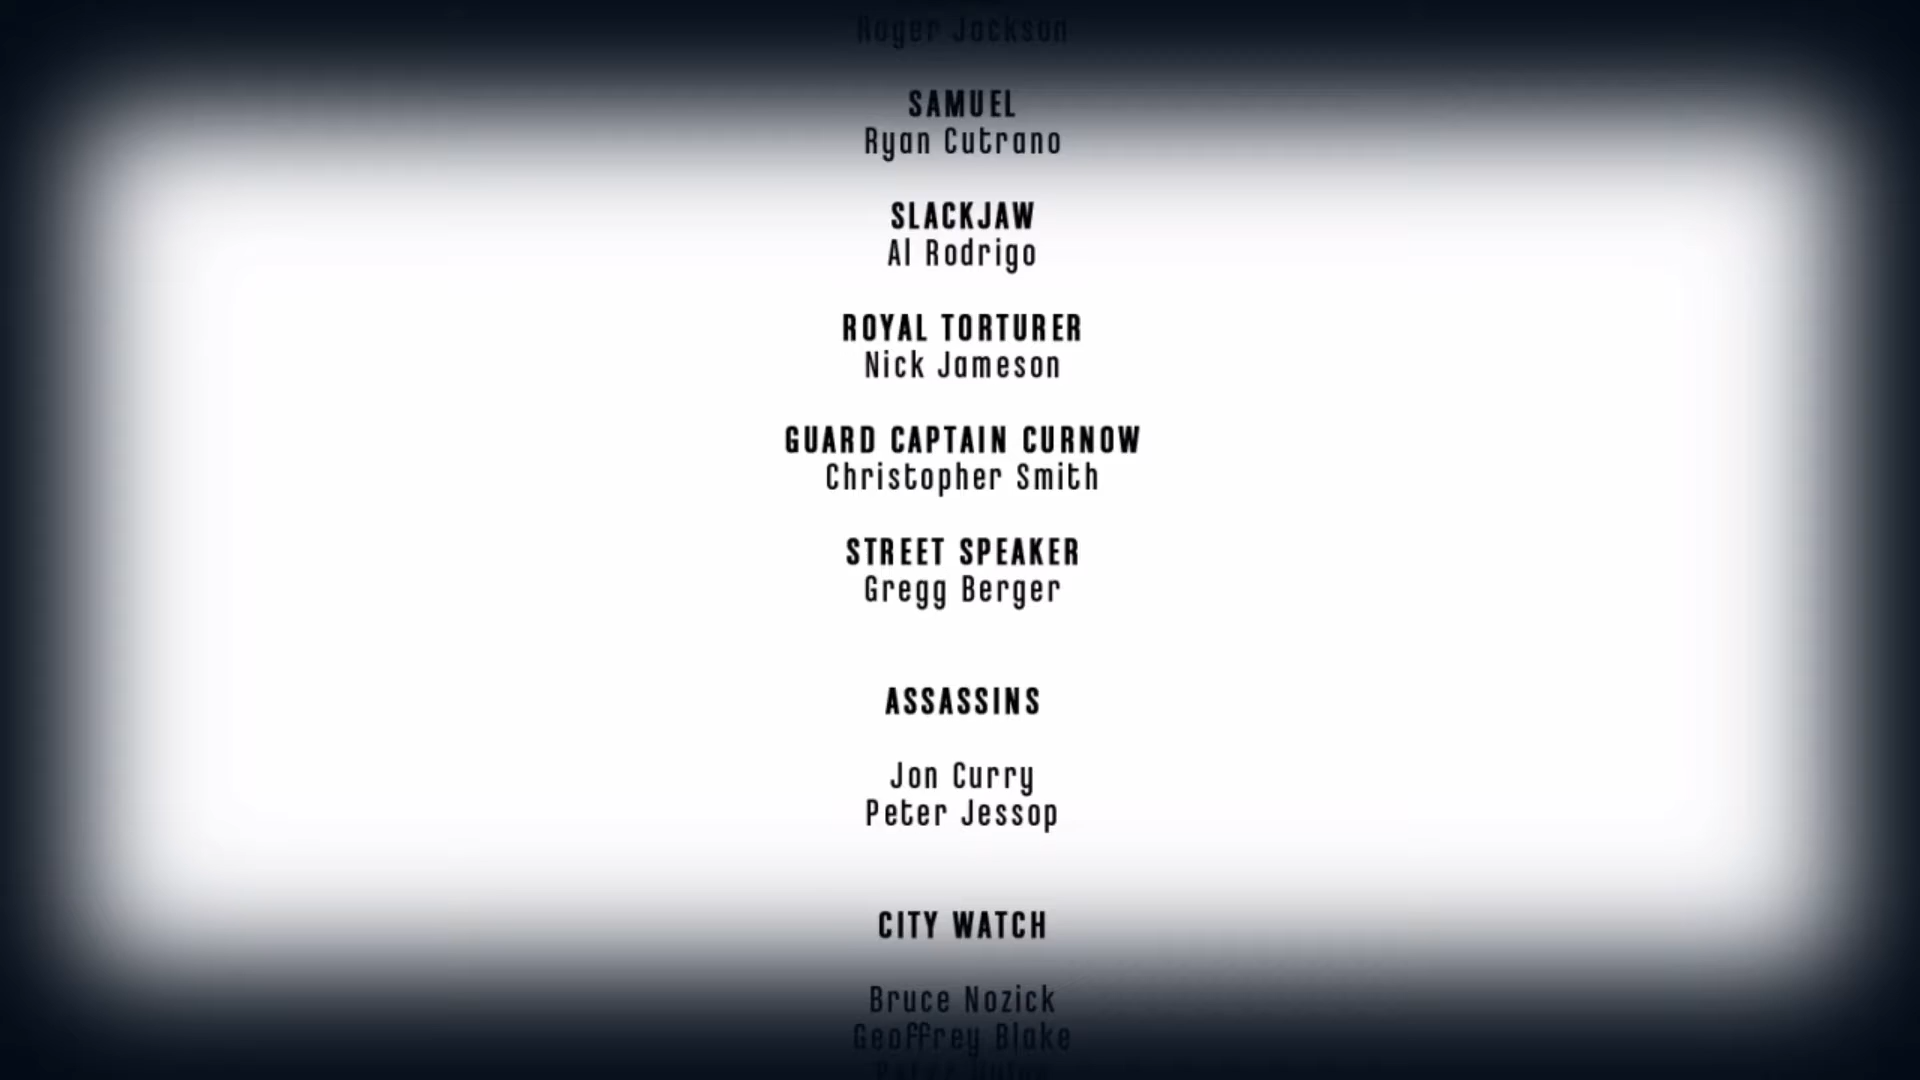 Roger Jackson
SAMUEL
Ryan Cutrano
SLACKJAW
Al Rodrigo
ROYAL TORTURER
Nick Jameson
GUARD CAPTAIN CURNOW
Christopher Smith
STREET SPEAKER
Gregg Berger
ASSASSINS
Jon Curry
Peter Jessop
CITY WATCH
Bruce Nozick
Geoffrey Blake